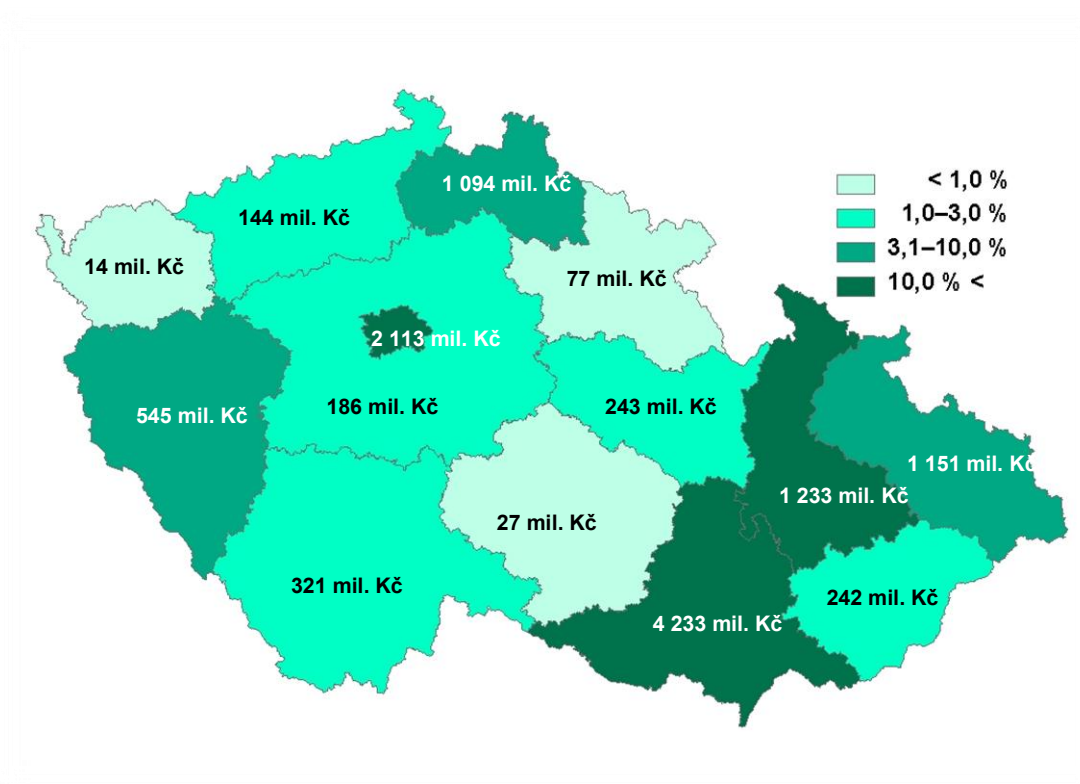 1 094 mil. Kč
< 1,0 %
144 mil. Kč
1,0–3,0 %
3,1–10,0 %
14 mil. Kč
77 mil. Kč
10,0 % <
2 113 mil. Kč
186 mil. Kč
243 mil. Kč
545 mil. Kč
1 151 mil. Kč
1 233 mil. Kč
27 mil. Kč
321 mil. Kč
242 mil. Kč
4 233 mil. Kč